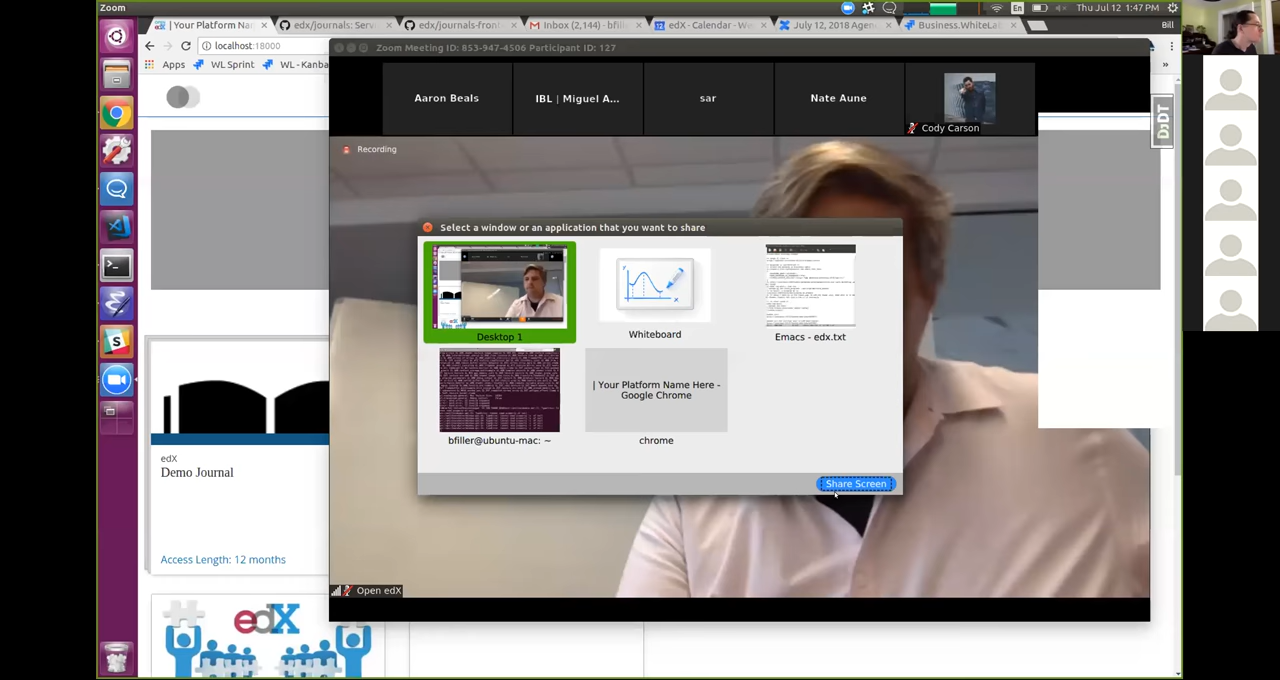 Zoom
En
Thu Jul 12 1:47 PM
| Your Platform Na
edx/journals: Serv
edx/journals-front
Inbox (2,144) - bfille
edX - Calendar - We
July 12, 2018 Agen
Business.WhiteLab
Bill
localhost:18000
Apps
WL Sprint
WL - Kanba
»
Zoom Meeting ID: 853-947-4506 Participant ID: 127
Aaron Beals
IBL | Miguel A...
sar
Nate Aune
Cody Carson
DjDT
Recording
Select a window or an application that you want to share
Desktop 1
Whiteboard
Emacs - edx.txt
| Your Platform Name Here -
Google Chrome
bfiller@ubuntu-mac: ~
chrome
Share Screen
edX
Demo Journal
Access Length: 12 months
Open edX
edX